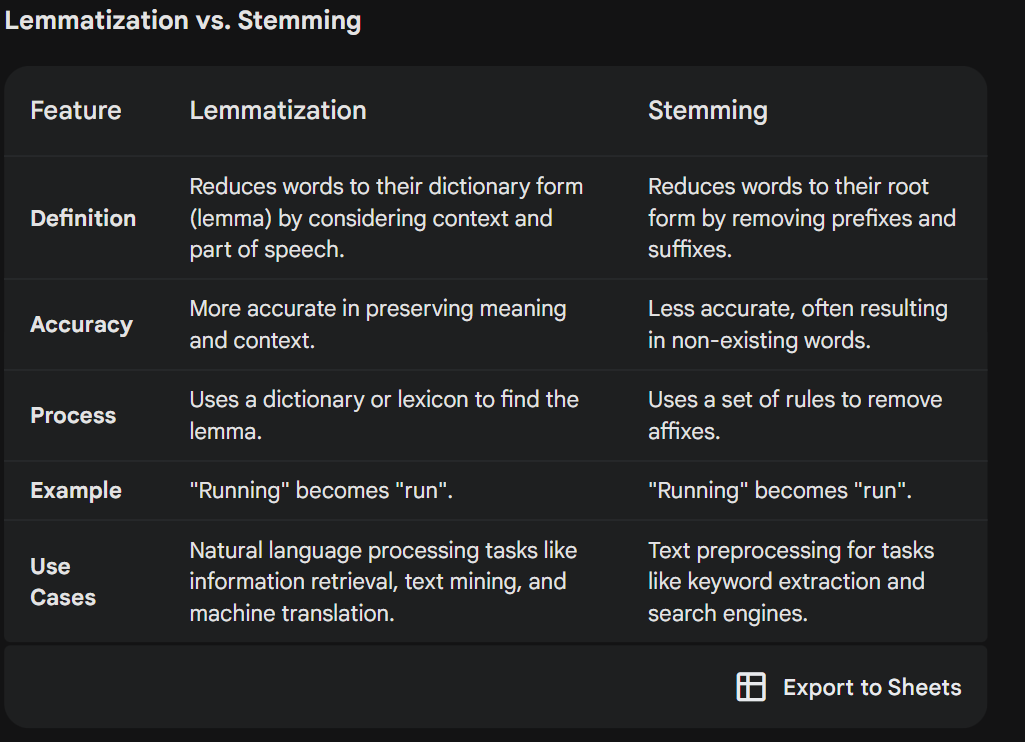 Lemmatization vs. Stemming
Feature Lemmatization Stemming
Definition
Reduces words to their dictionary form
(lemma) by considering context and
part of speech.
Reduces words to their root
form by removing prefixes and
suffixes.
Accuracy
More accurate in preserving meaning
and context.
Less accurate, often resulting
in non-existing words.
Process
Uses a dictionary or lexicon to find the
lemma.
Uses a set of rules to remove
affixes.
Example "Running" becomes "run". "Running" becomes "run".
Use
Cases
Natural language processing tasks like
information retrieval, text mining, and
machine translation.
Text preprocessing for tasks
like keyword extraction and
search engines.
Export to Sheets